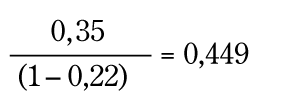 0,35
(1 – 0,22) = 0,449